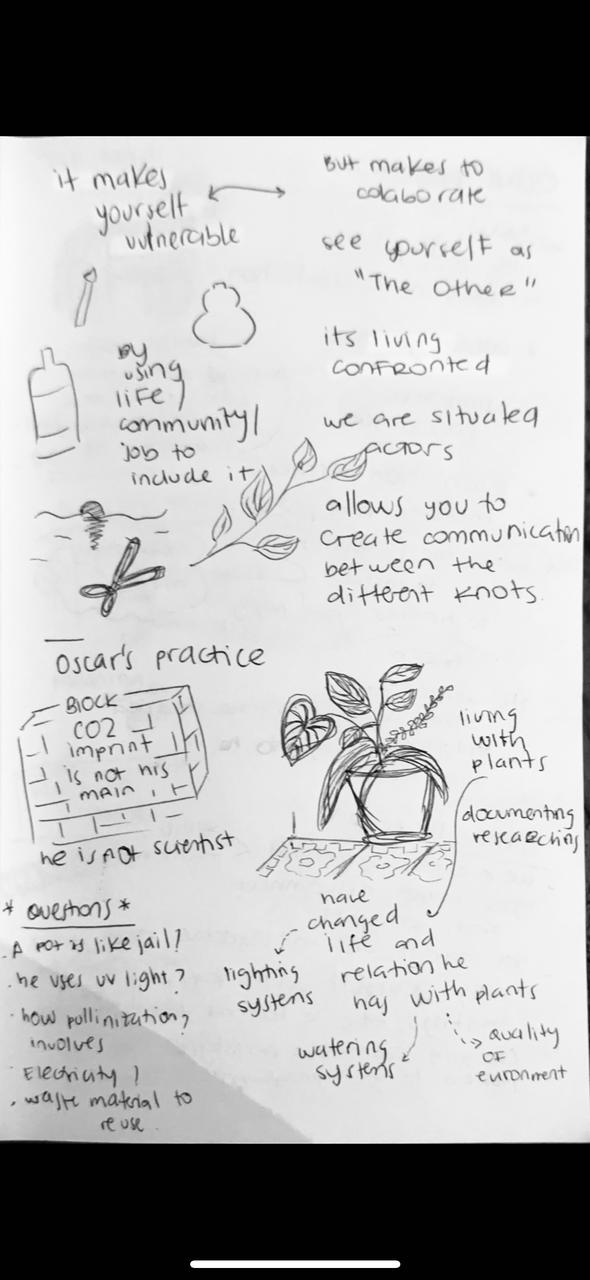 it makes
yourself
vulnerable
But makes to
colaborate
see yourself as
"The Other"
by
using
life/
community/
job to
include it
its living
confronted
we are situated
actors
allows you to
create communication
between the
different knots.
Oscar's practice
Block
CO2
imprint
is not his
main
he is not scientist
living
with
plants
documenting
researching
have
changed
life and
relation he
has with plants
lighting
systems
watering
systems
quality
of
euronment
* Questions *
. A pot is like jail?
. he uses uv light?
. how pollinization?
involves
. Electricity)
. waste material to
reuse.